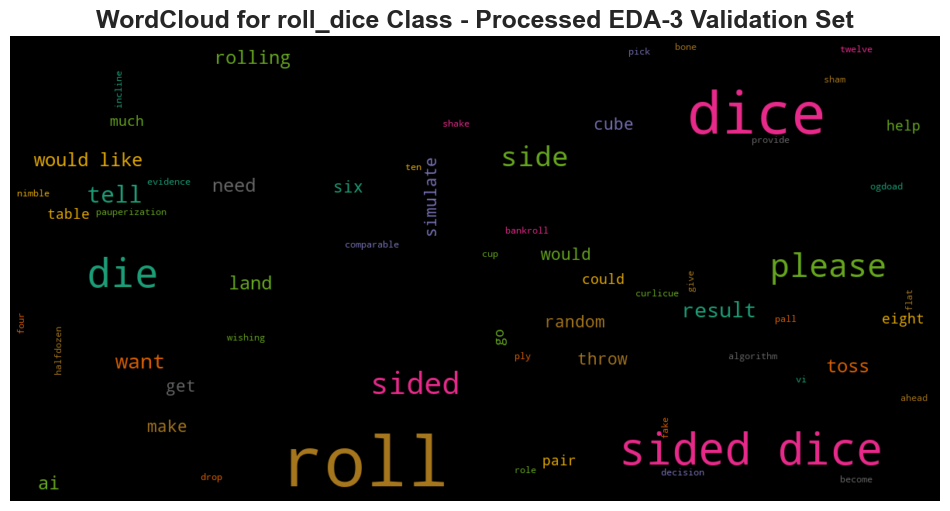 WordCloud for roll_dice Class - Processed EDA-3 Validation Set
pick
bone
twelve
rolling
incline
sham
dice
much
shake
cube
help
provide
would like
side
ten
evidence
tell
need
six
simulate
ogdoad
nimble
table
pauperization
bankroll
comparable
cup
would
please
die
land
could
give
curlicue
flat
result
random
pall
eight
four
halfdozen
wishing
go
want
ply
throw
algorithm
toss
vi
get
sided
ahead
make
fake
roll
sided dice
pair
role
decision
drop
ai
become